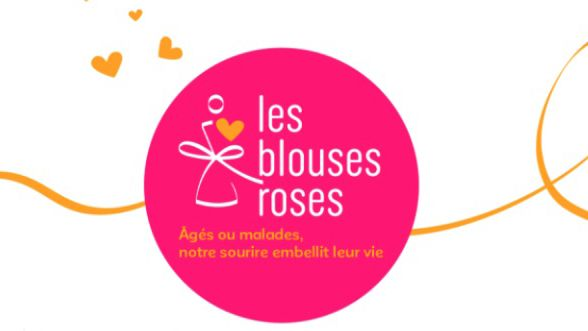 les
blouses
roses
Âgés ou malades,
notre sourire embellit leur vie